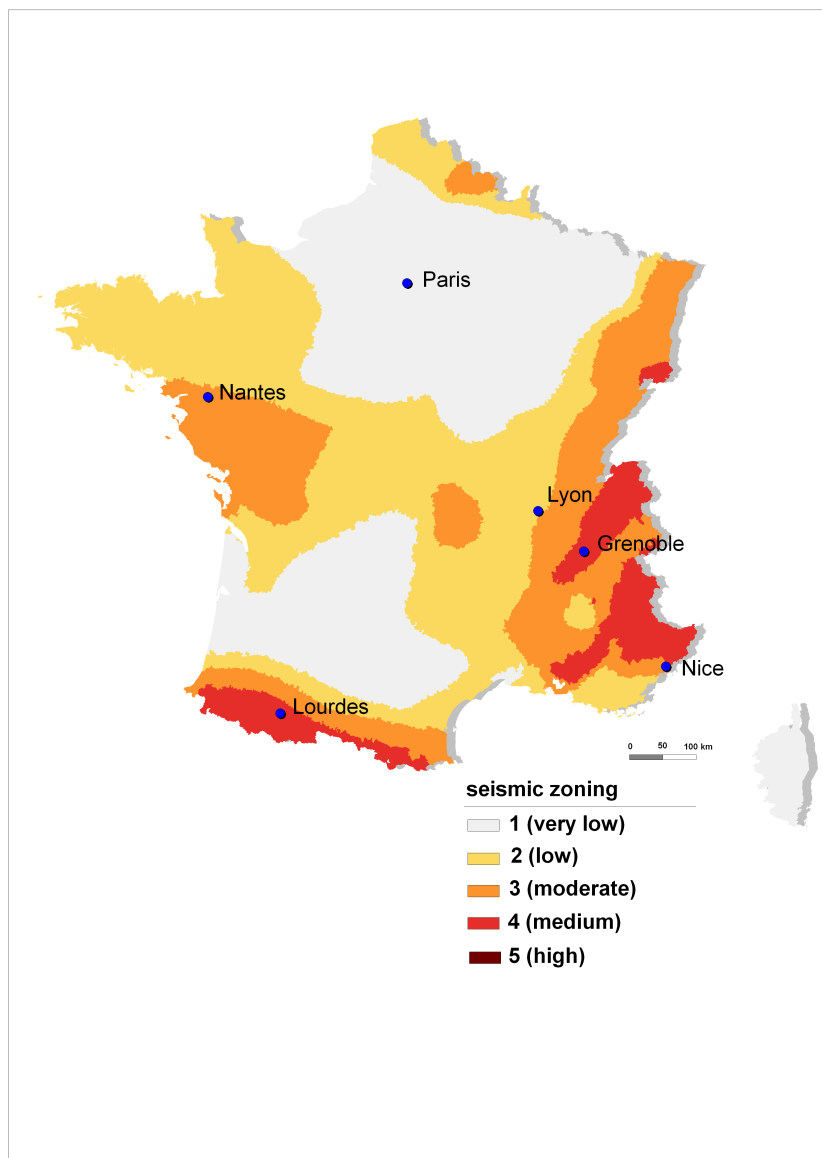 Paris
Nantes
Lyon
Grenoble
Nice
Lourdes
0 50 100 km
seismic zoning
1 (very low)
2 (low)
3 (moderate)
4 (medium)
5 (high)